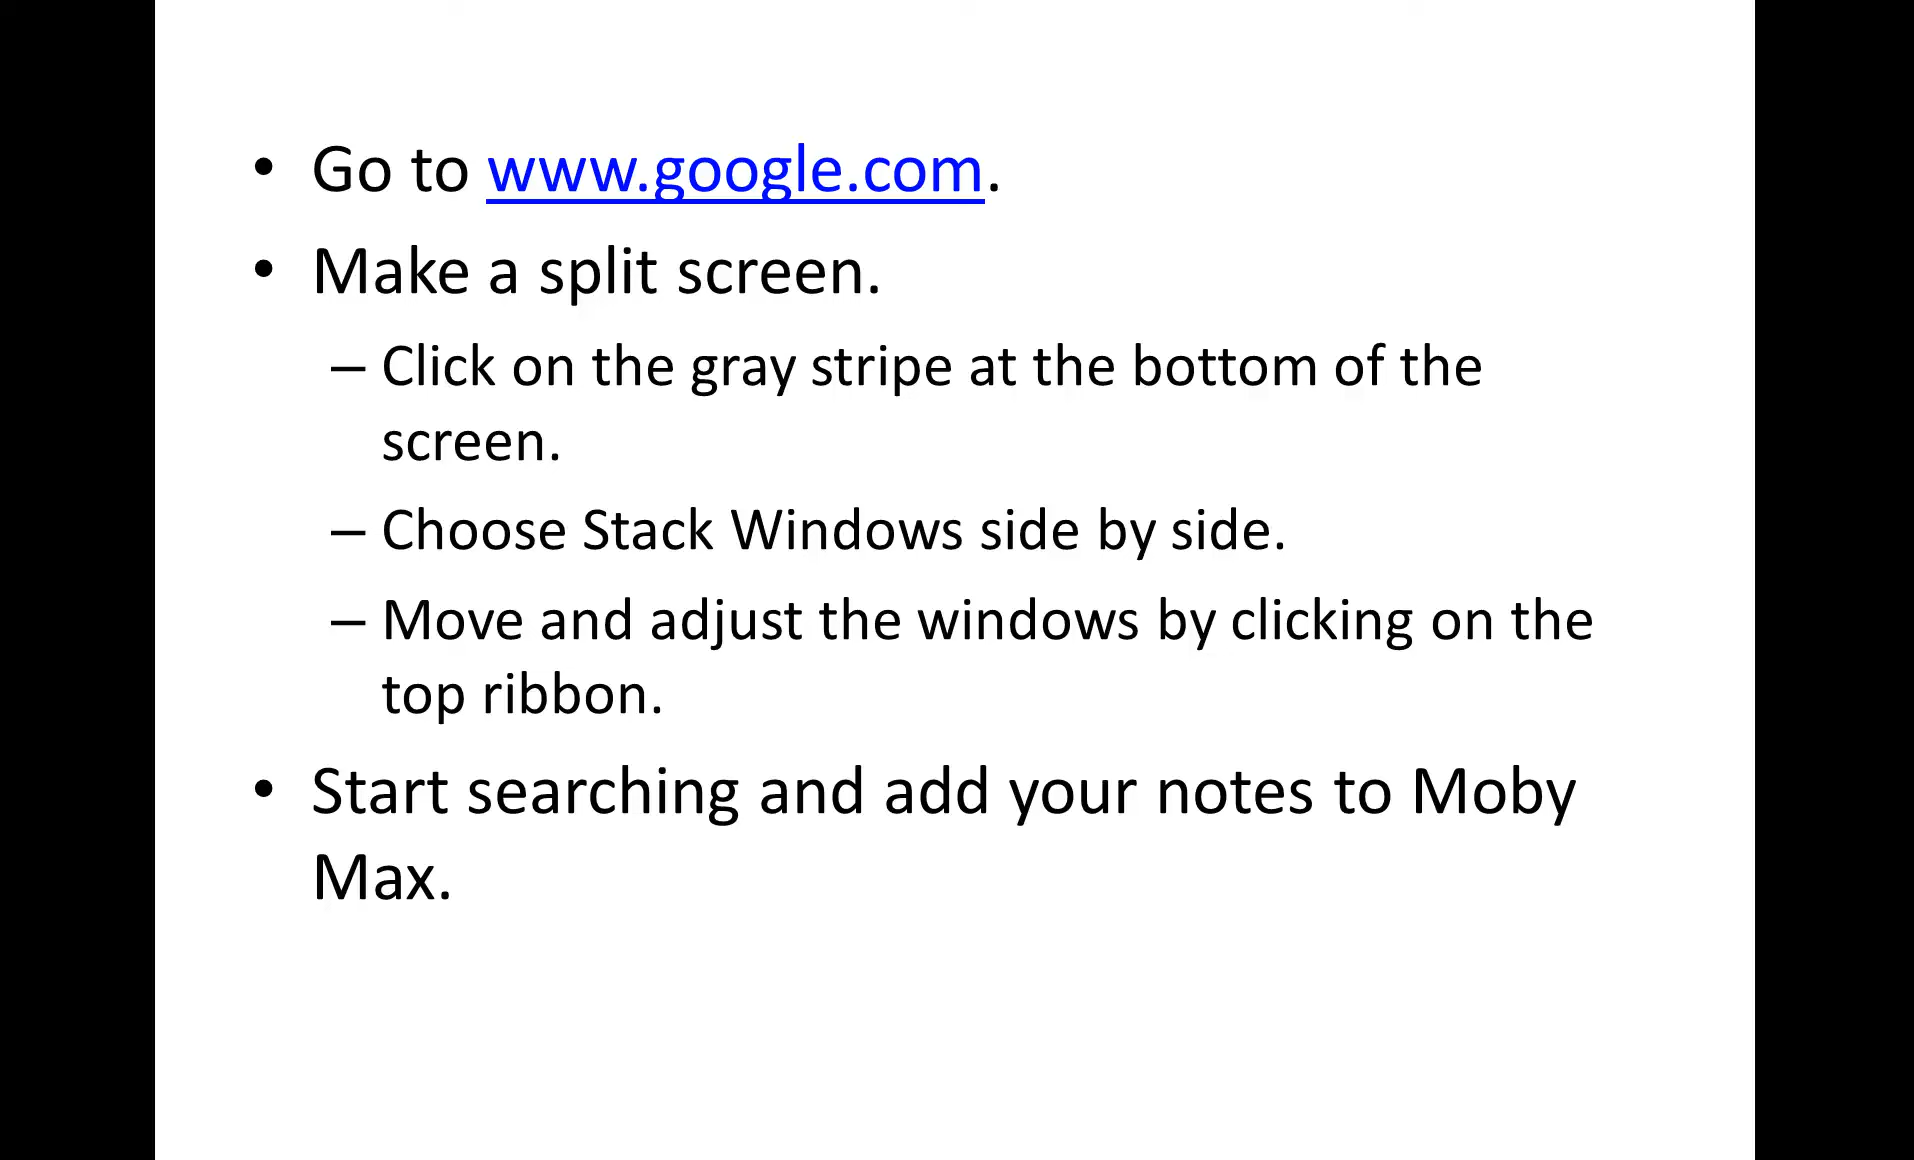 • Go to www.google.com.
• Make a split screen.
– Click on the gray stripe at the bottom of the
screen.
– Choose Stack Windows side by side.
– Move and adjust the windows by clicking on the
top ribbon.
• Start searching and add your notes to Moby
Max.